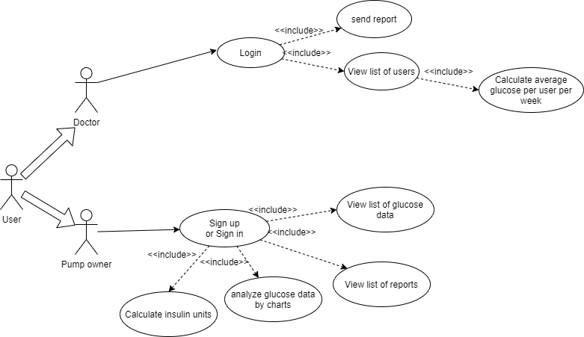 <<include>>
send report
Login
<<include>>
View list of users
<<include>>
Calculate average
glucose per user per
week
Doctor
User
Pump owner
Sign up
or Sign in
<<include>>
View list of glucose
data
<<include>>
<<include>>
<<include>>
View list of reports
analyze glucose data
by charts
Calculate insulin units